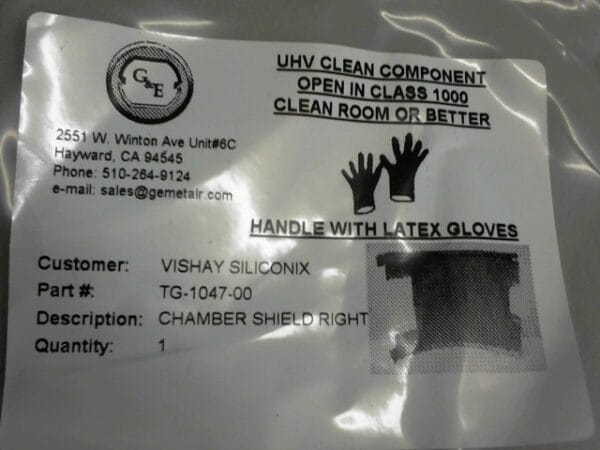 G&E
UHV CLEAN COMPONENT
OPEN IN CLASS 1000
CLEAN ROOM OR BETTER
2551 W. Winton Ave Unit#6C
Hayward, CA 94545
Phone: 510-264-9124
e-mail: sales@gemetalr.com
HANDLE WITH LATEX GLOVES
Customer: VISHAY SILICONIX
Part #: TG-1047-00
Description: CHAMBER SHIELD RIGHT
Quantity: 1